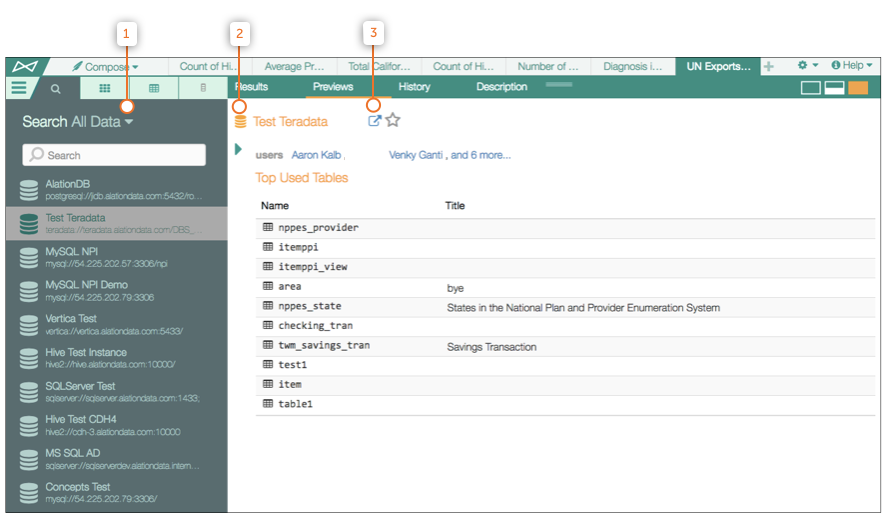 1
2
3
Compose
Count of Hi...
Average Pr...
Total Califor...
Count of Hi...
Number of ...
Diagnosis i...
UN Exports...
Help
Results
Previews
History
Description
Search All Data
Search
AlationDB
postgresql://jdb.alationdata.com:5432/ro...
Test Teradata
teradata://teradata.alationdata.com/DBS_...
MySQL NPI
mysql://54.225.202.57:3306/npi
MySQL NPI Demo
mysql://54.225.202.79:3306
Vertica Test
vertica://vertica.alationdata.com:5433/
Hive Test Instance
hive2://hive.alationdata.com:10000/
SQLServer Test
sqlserver://sqlserver.alationdata.com:1433;
Hive Test CDH4
hive2://cdh-3.alationdata.com:10000
MS SQL AD
sqlserver://sqlserverdev.alationdata.intern...
Concepts Test
mysql://54.225.202.79:3306/
Test Teradata
users Aaron Kalb, Venky Ganti , and 6 more...
Top Used Tables
Name Title
nppes_provider
itemppi
itemppi_view
area bye
nppes_state States in the National Plan and Provider Enumeration System
checking_tran
twm_savings_tran Savings Transaction
test1
item
table1